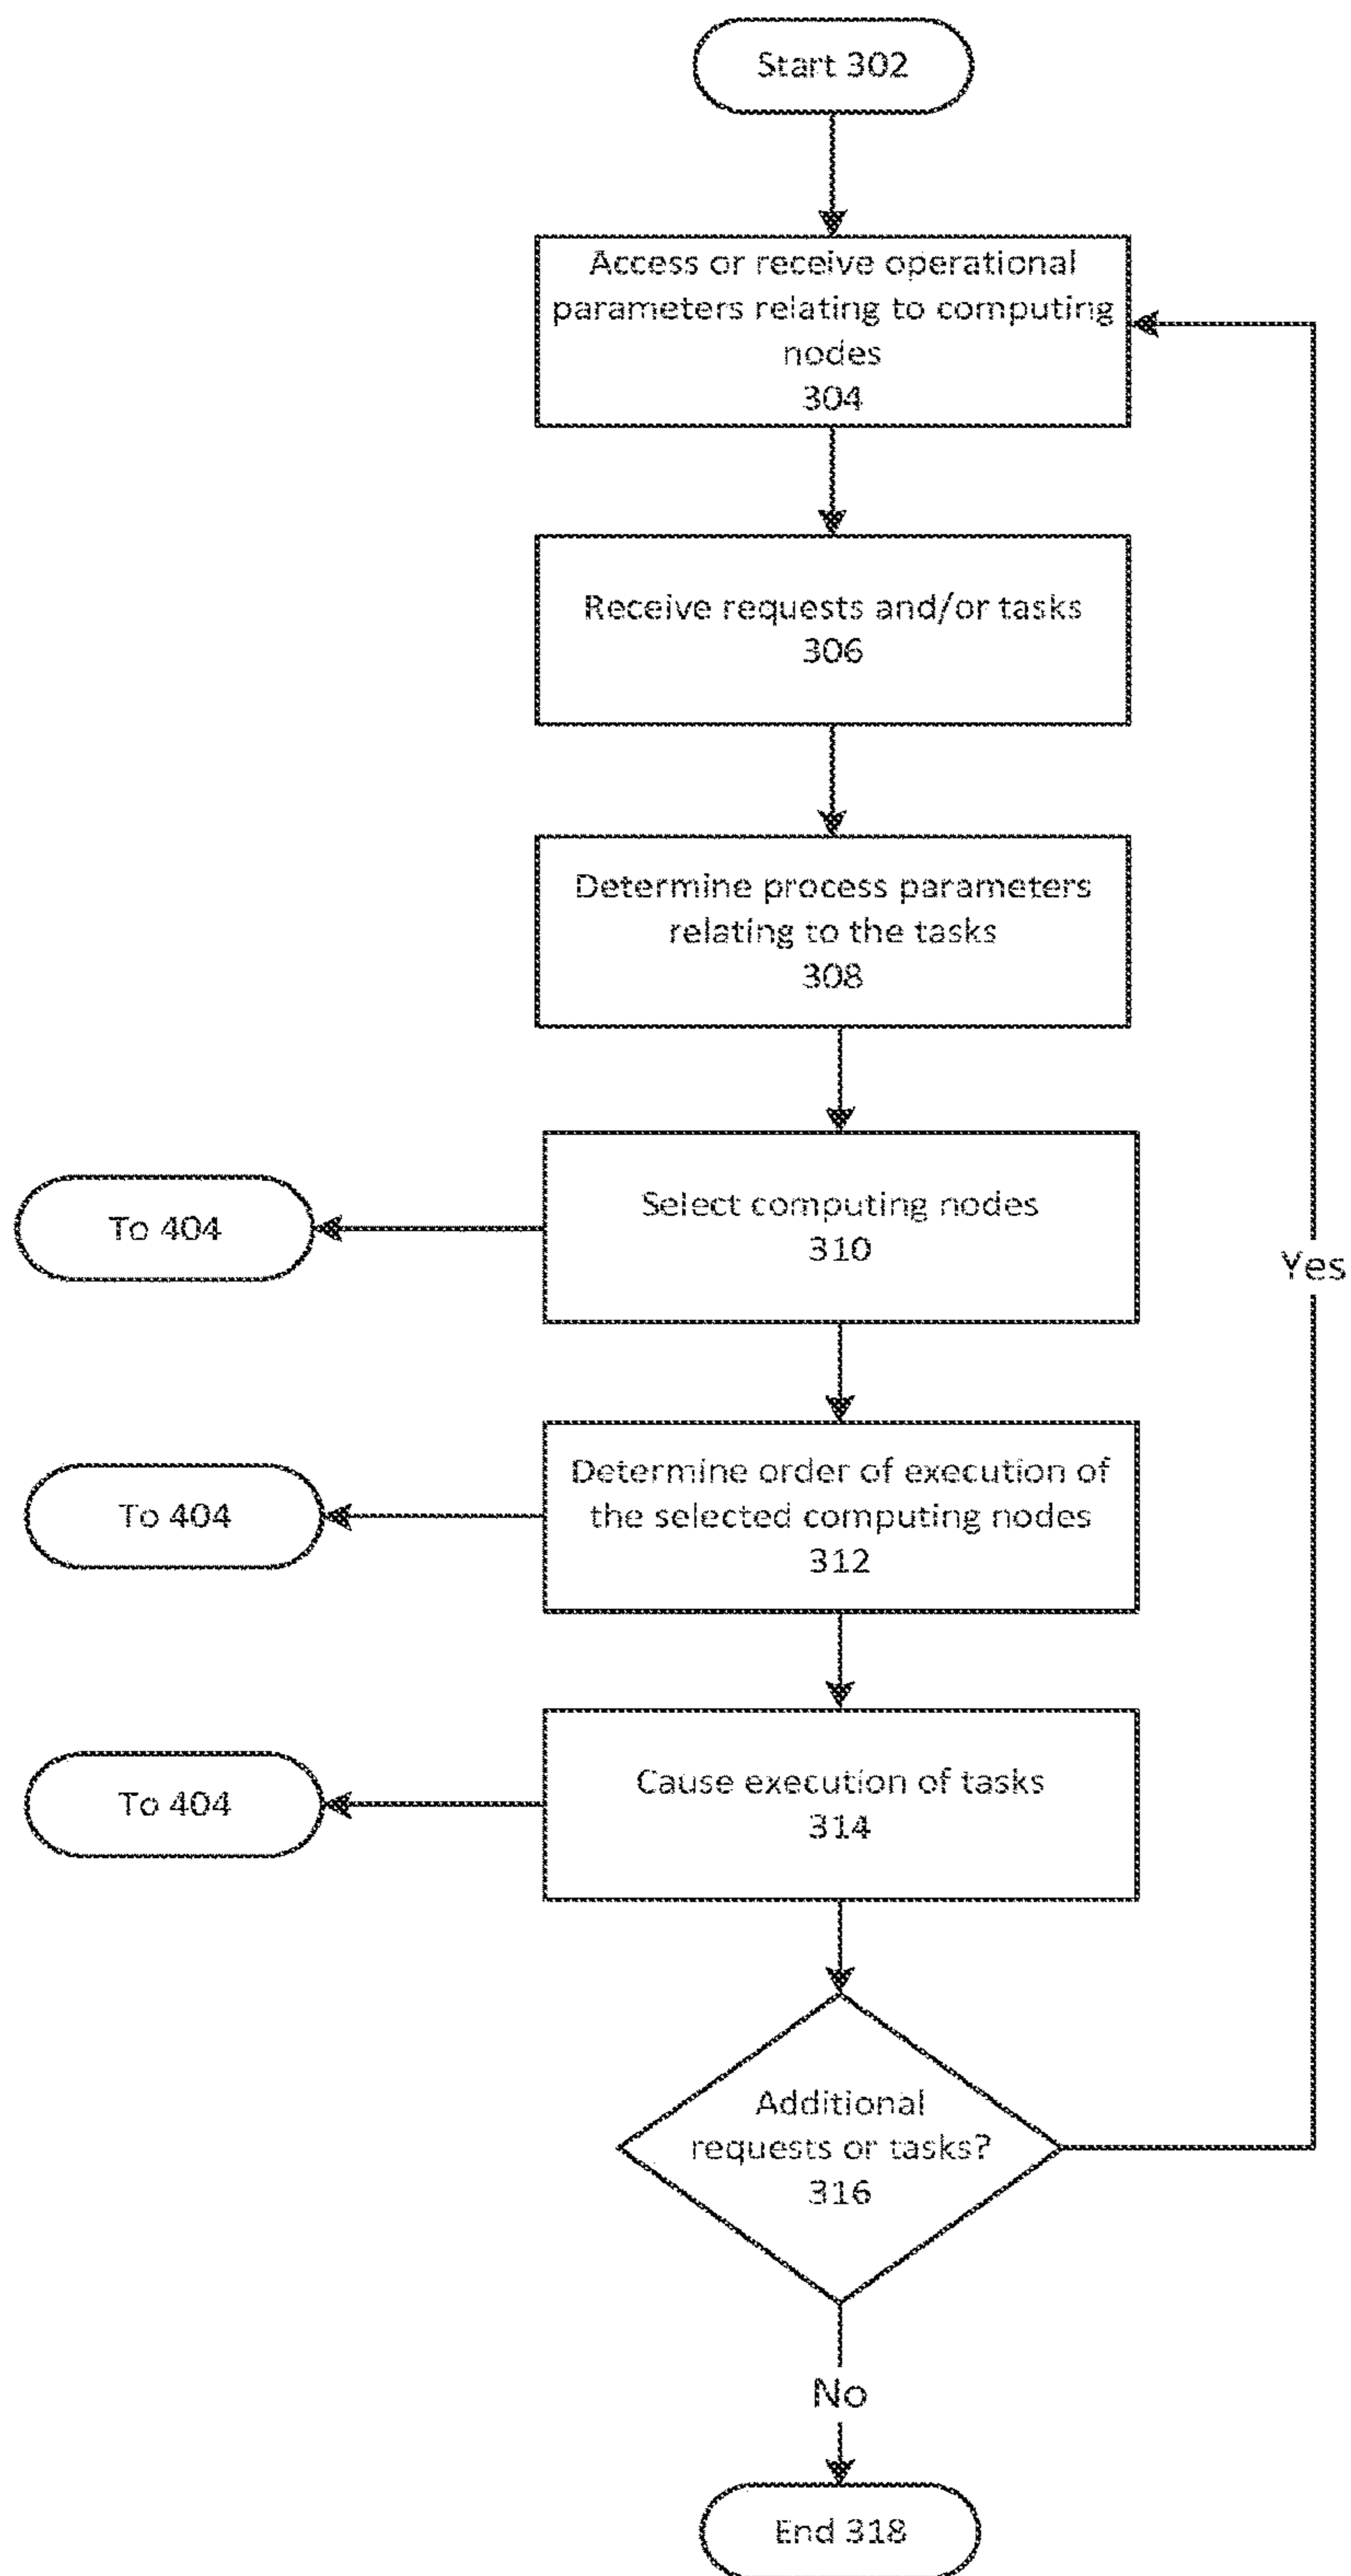 Start 302
Access or receive operational
parameters relating to computing
nodes
304
Receive requests and/or tasks
306
Determine process parameters
relating to the tasks
308
Select computing nodes
310
To 404
Yes
Determine order of execution of
the selected computing nodes
312
To 404
Cause execution of tasks
314
To 404
Additional
requests or tasks?
316
No
End 318